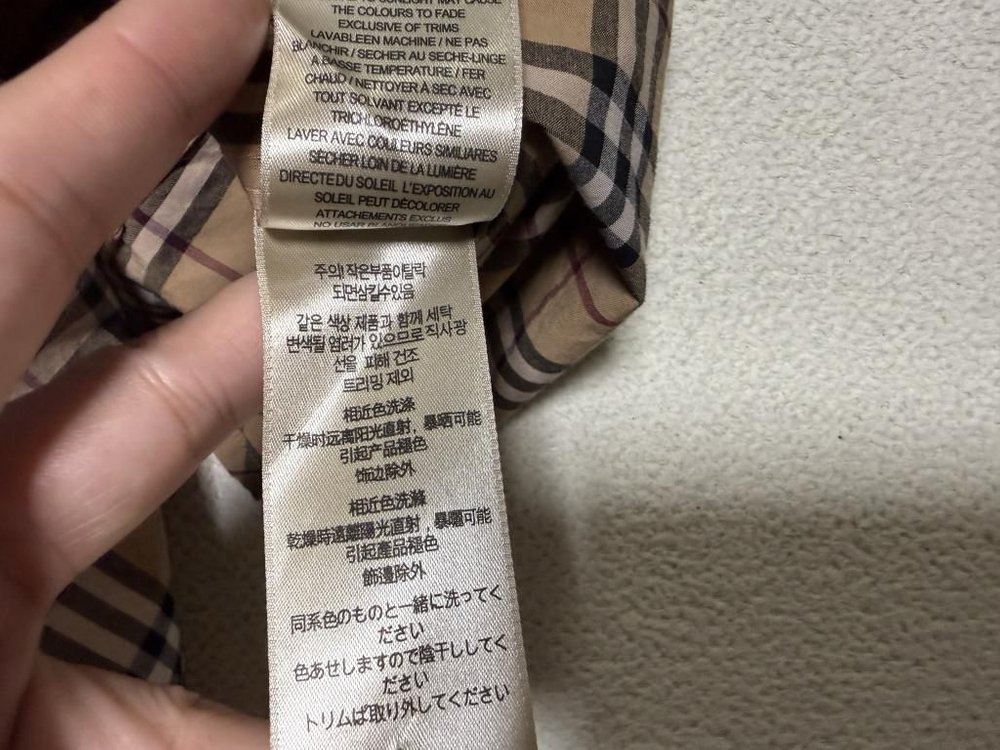 TO SUNLIGHT MAY CAUSE
THE COLOURS TO FADE
EXCLUSIVE OF TRIMS
LAVABLEEN MACHINE / NE PAS
BLANCHIR / SECHER AU SECHE-LINGE
A BASSE TEMPERATURE / FER
CHAUD / NETTOYER A SEC AVEC
TOUT SOLVANT EXCEPTÉ LE
TRICHLOROÉTHYLÈNE
LAVER AVEC COULEURS SIMILIARES
SÉCHER LOIN DE LA LUMIÈRE
DIRECTE DU SOLEIL L'EXPOSITION AU
SOLEIL PEUT DÉCOLORER
ATTACHEMENTS EXCLUS
NO USAR
주의! 작은부품이탈락
되면삼킬수있음
같은 색상 제품과 함께 세탁
변색될 염려가 있으므로 직사광
선을 피해 건조
트리밍 제외
相近色洗涤
干燥时远离阳光直射，暴晒可能
引起产品褪色
饰边除外
相近色洗滌
乾燥時遠離陽光直射，暴曬可能
引起產品褪色
飾邊除外
同系色のものと一緒に洗ってく
ださい
色あせしますので陰干ししてく
ださい
トリムば取り外してください